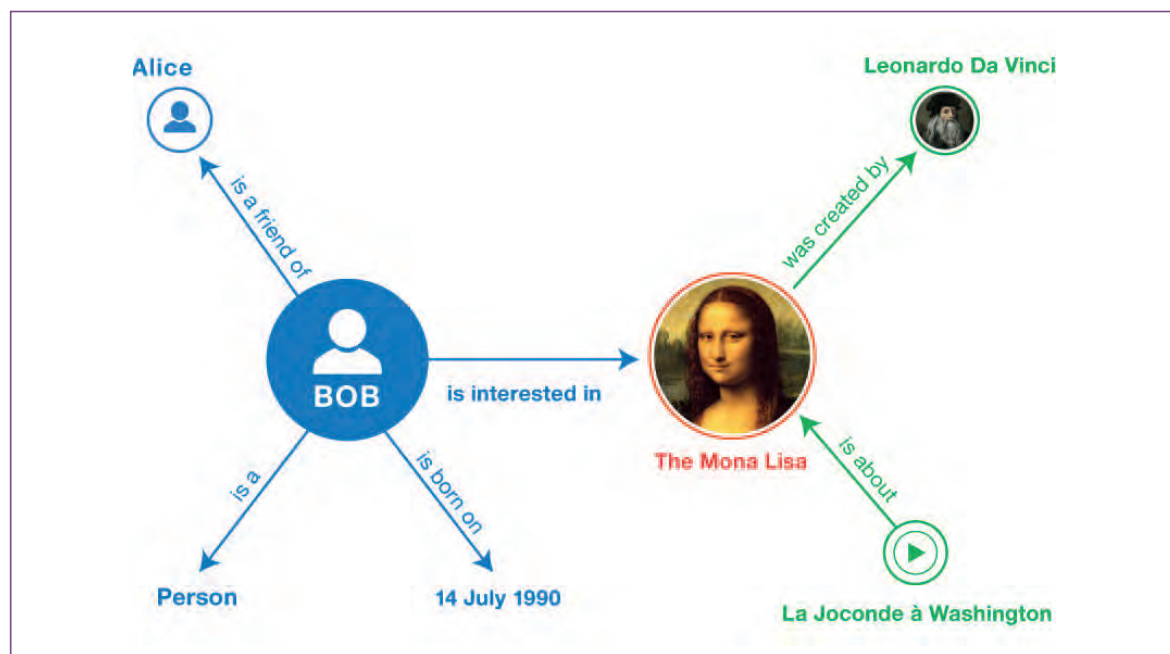 Alice
Leonardo Da Vinci
is a friend of
was created by
BOB
is interested in
The Mona Lisa
is a
is born on
is about
Person
14 July 1990
La Joconde à Washington